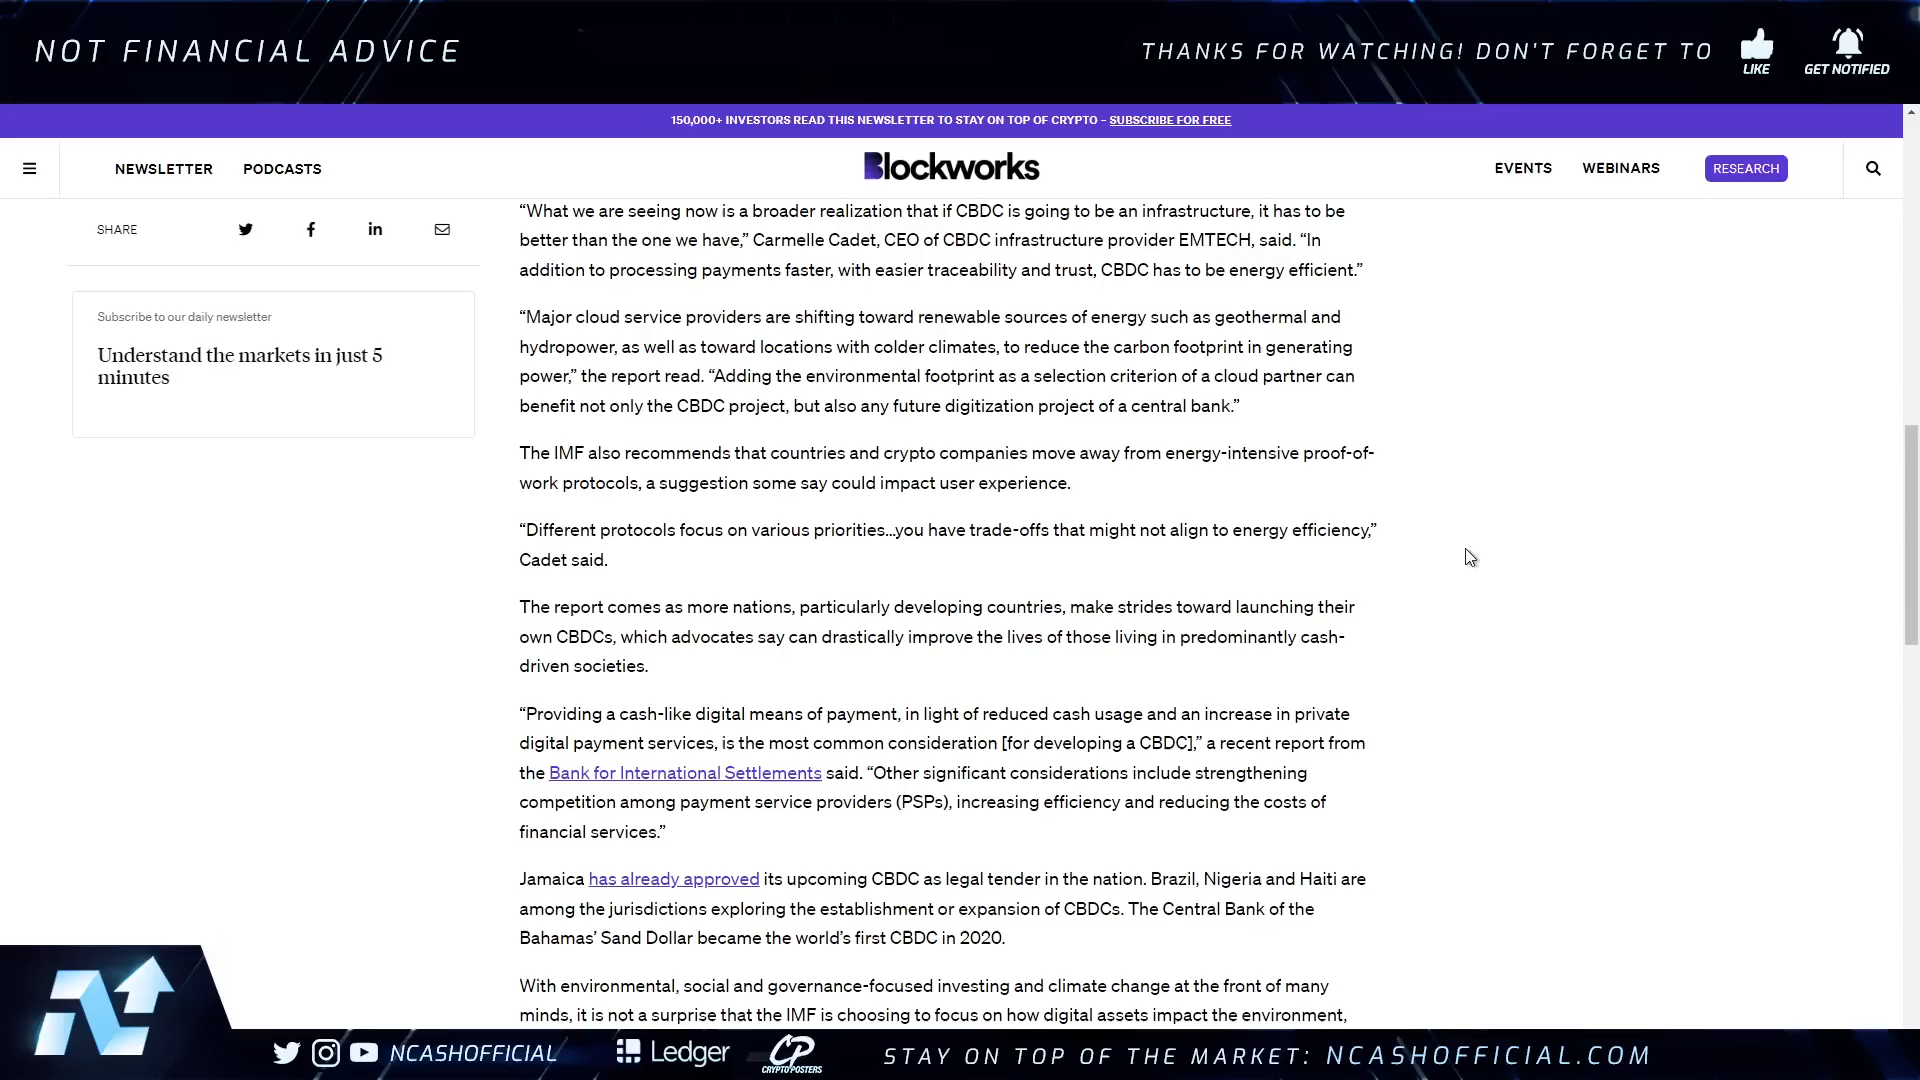 NOT FINANCIAL ADVICE
THANKS FOR WATCHING! DON'T FORGET TO
LIKE
GET NOTIFIED
150,000+ INVESTORS READ THIS NEWSLETTER TO STAY ON TOP OF CRYPTO – SUBSCRIBE FOR FREE
NEWSLETTER
PODCASTS
Blockworks
EVENTS
WEBINARS
RESEARCH
SHARE
Subscribe to our daily newsletter
Understand the markets in just 5
minutes
“What we are seeing now is a broader realization that if CBDC is going to be an infrastructure, it has to be
better than the one we have,” Carmelle Cadet, CEO of CBDC infrastructure provider EMTECH, said. “In
addition to processing payments faster, with easier traceability and trust, CBDC has to be energy efficient.”
“Major cloud service providers are shifting toward renewable sources of energy such as geothermal and
hydropower, as well as toward locations with colder climates, to reduce the carbon footprint in generating
power,” the report read. “Adding the environmental footprint as a selection criterion of a cloud partner can
benefit not only the CBDC project, but also any future digitization project of a central bank.”
The IMF also recommends that countries and crypto companies move away from energy-intensive proof-of-
work protocols, a suggestion some say could impact user experience.
“Different protocols focus on various priorities…you have trade-offs that might not align to energy efficiency,”
Cadet said.
The report comes as more nations, particularly developing countries, make strides toward launching their
own CBDCs, which advocates say can drastically improve the lives of those living in predominantly cash-
driven societies.
“Providing a cash-like digital means of payment, in light of reduced cash usage and an increase in private
digital payment services, is the most common consideration [for developing a CBDC],” a recent report from
the Bank for International Settlements said. “Other significant considerations include strengthening
competition among payment service providers (PSPs), increasing efficiency and reducing the costs of
financial services.”
Jamaica has already approved its upcoming CBDC as legal tender in the nation. Brazil, Nigeria and Haiti are
among the jurisdictions exploring the establishment or expansion of CBDCs. The Central Bank of the
Bahamas’ Sand Dollar became the world’s first CBDC in 2020.
With environmental, social and governance-focused investing and climate change at the front of many
minds, it is not a surprise that the IMF is choosing to focus on how digital assets impact the environment,
NCASHOFFICIAL
Ledger
CP
CRYPTOPOSTERS
STAY ON TOP OF THE MARKET: NCASHOFFICIAL.COM